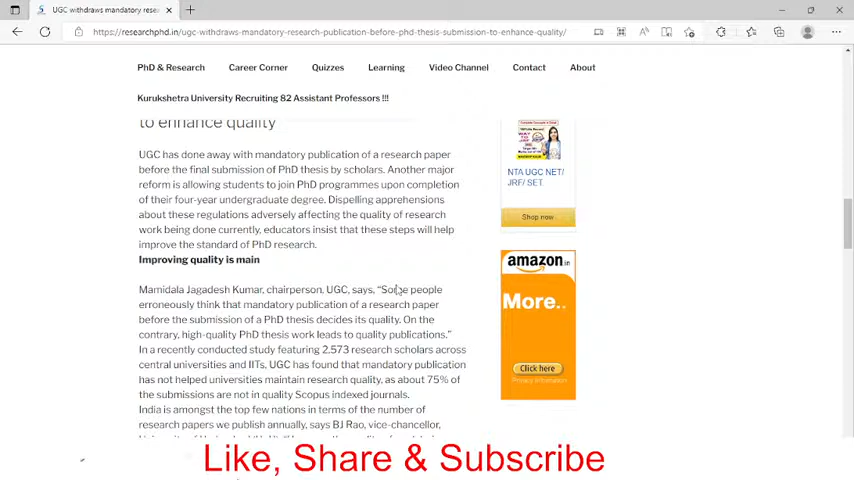 UGC withdraws mandatory rese
https://researchphd.in/ugc-withdraws-mandatory-research-publication-before-phd-thesis-submission-to-enhance-quality/
PhD & Research Career Corner Quizzes Learning Video Channel Contact About
Kurukshetra University Recruiting 82 Assistant Professors !!!
to enhance quality
UGC has done away with mandatory publication of a research paper
before the final submission of PhD thesis by scholars. Another major
reform is allowing students to join PhD programmes upon completion
of their four-year undergraduate degree. Dispelling apprehensions
about these regulations adversely affecting the quality of research
work being done currently, educators insist that these steps will help
improve the standard of PhD research.
Improving quality is main
Mamidala Jagadesh Kumar, chairperson, UGC, says, “Some people
erroneously think that mandatory publication of a research paper
before the submission of a PhD thesis decides its quality. On the
contrary, high-quality PhD thesis work leads to quality publications.”
In a recently conducted study featuring 2,573 research scholars across
central universities and IITs, UGC has found that mandatory publication
has not helped universities maintain research quality, as about 75% of
the submissions are not in quality Scopus indexed journals.
India is amongst the top few nations in terms of the number of
research papers we publish annually, says BJ Rao, vice-chancellor,
NTA UGC NET/
JRF/ SET
Shop now
amazon.in
More..
Click here
Privacy Information
Like, Share & Subscribe